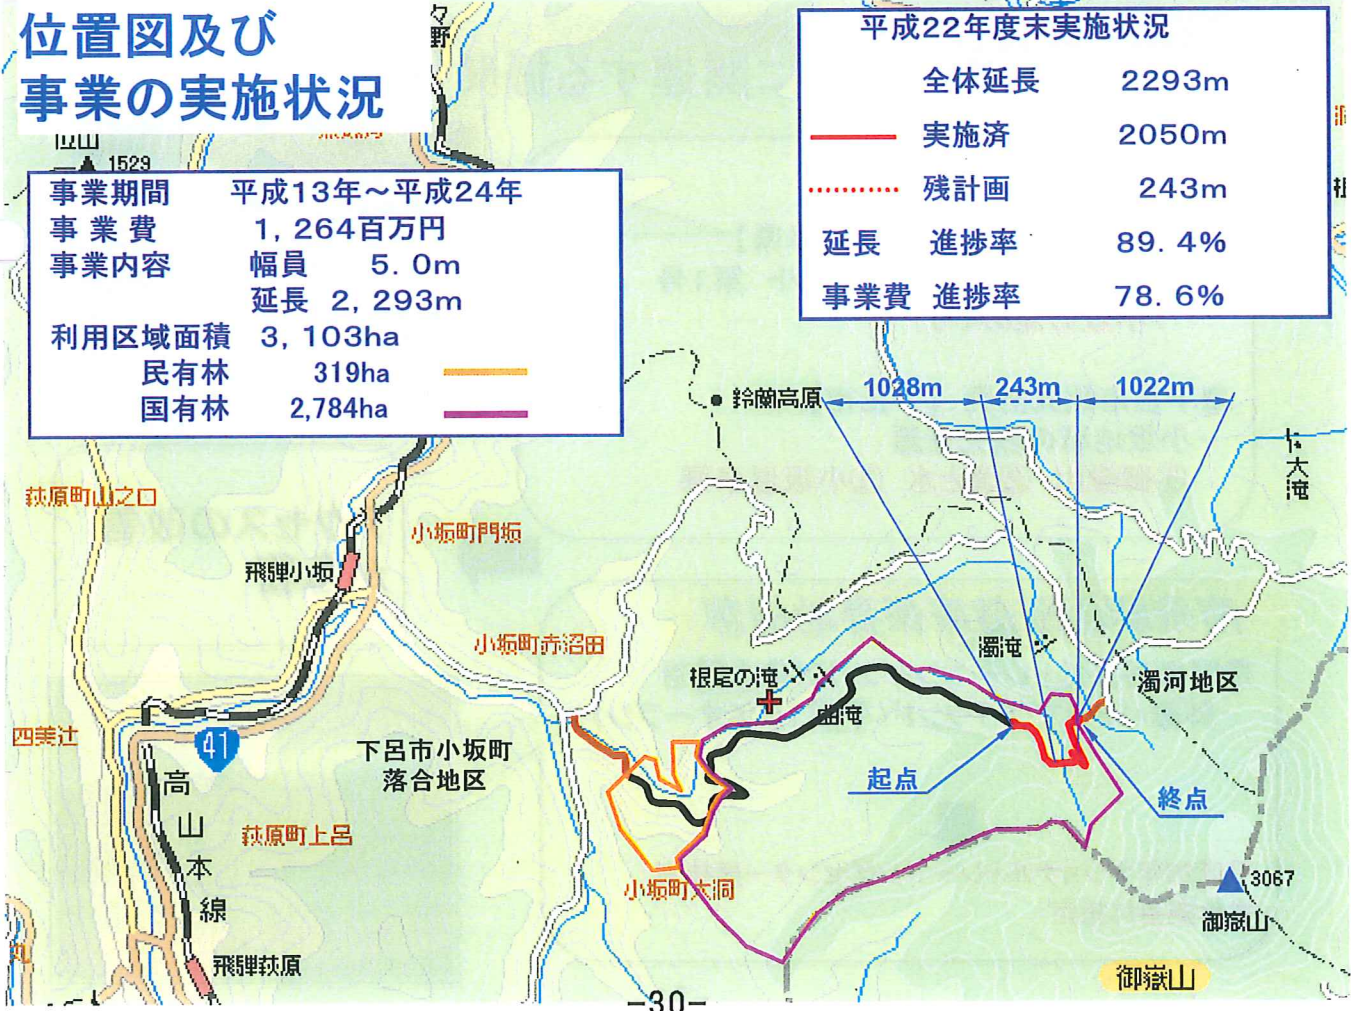 位置図及び
事業の実施状況
々
野
位山
1529
事業期間 平成13年～平成24年
事業費 1,264百万円
事業内容 幅員 5.0m
延長 2,293m
利用区域面積 3,103ha
民有林 319ha
国有林 2,784ha
平成22年度末実施状況
全体延長 2293m
実施済 2050m
残計画 243m
延長 進捗率 89.4%
事業費 進捗率 78.6%
1028m 243m 1022m
鈴蘭高原
大滝
萩原町山之口
小坂町門坂
飛騨小坂
小坂町赤沼田
濁滝
根尾の滝
濁河地区
曲滝
四美辻
41
下呂市小坂町
落合地区
起点
終点
高山本線
萩原町上呂
小坂町大洞
3067
御嶽山
飛騨萩原
御嶽山
-30-